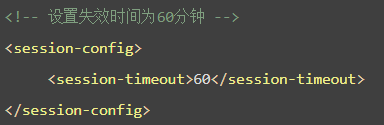 <!-- 设置失效时间为60分钟 -->
<session-config>
<session-timeout>60</session-timeout>
</session-config>